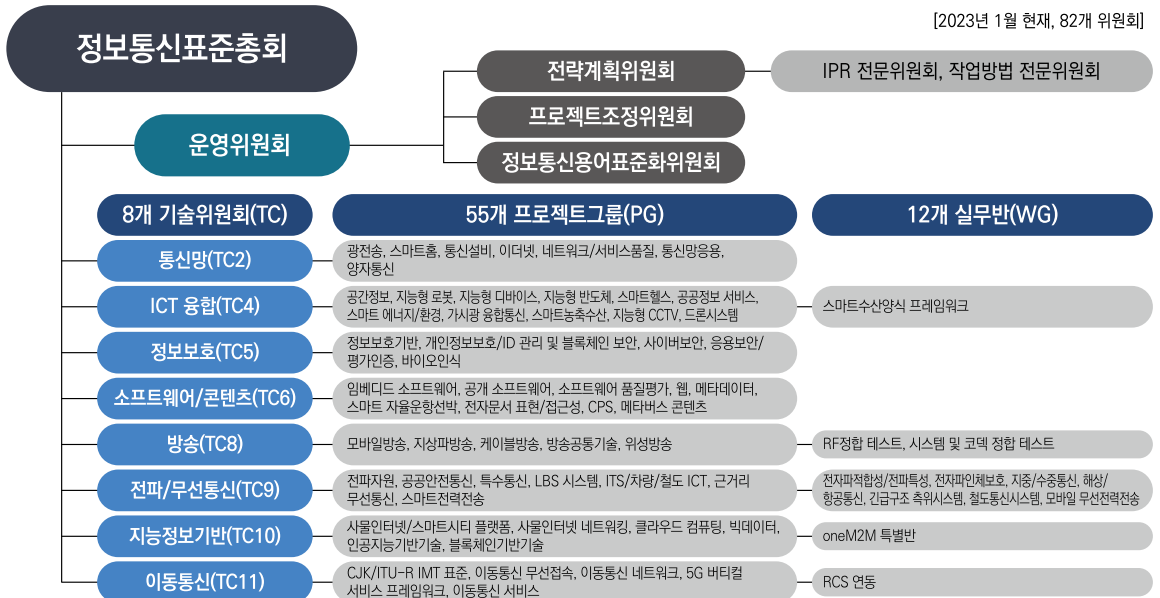 [2023년 1월 현재, 82개 위원회]
정보통신표준총회
전략계획위원회
IPR 전문위원회, 작업방법 전문위원회
프로젝트조정위원회
운영위원회
정보통신용어표준화위원회
8개 기술위원회(TC)
55개 프로젝트그룹(PG)
12개 실무반(WG)
통신망(TC2)
광전송, 스마트홈, 통신설비, 이더넷, 네트워크/서비스품질, 통신망응용,
양자통신
ICT 융합(TC4)
공간정보, 지능형 로봇, 지능형 디바이스, 지능형 반도체, 스마트헬스, 공공정보 서비스,
스마트 에너지/환경, 가시광 융합통신, 스마트농축수산, 지능형 CCTV, 드론시스템
스마트수산양식 프레임워크
정보보호(TC5)
정보보호기반, 개인정보보호/ID 관리 및 블록체인 보안, 사이버보안, 응용보안/
평가인증, 바이오인식
소프트웨어/콘텐츠(TC6)
임베디드 소프트웨어, 공개 소프트웨어, 소프트웨어 품질평가, 웹, 메타데이터,
스마트 자율운항선박, 전자문서 표현/접근성, CPS, 메타버스 콘텐츠
방송(TC8)
모바일방송, 지상파방송, 케이블방송, 방송공통기술, 위성방송
RF정합 테스트, 시스템 및 코덱 정합 테스트
전파/무선통신(TC9)
전파자원, 공공안전통신, 특수통신, LBS 시스템, ITS/차량/철도 ICT, 근거리
무선통신, 스마트전력전송
전자파적합성/전파특성, 전자파인체보호, 지중/수중통신, 해상/
항공통신, 긴급구조 측위시스템, 철도통신시스템, 모바일 무선전력전송
지능정보기반(TC10)
사물인터넷/스마트시티 플랫폼, 사물인터넷 네트워킹, 클라우드 컴퓨팅, 빅데이터,
인공지능기반기술, 블록체인기반기술
oneM2M 특별반
이동통신(TC11)
CJK/ITU-R IMT 표준, 이동통신 무선접속, 이동통신 네트워크, 5G 버티컬
서비스 프레임워크, 이동통신 서비스
RCS 연동